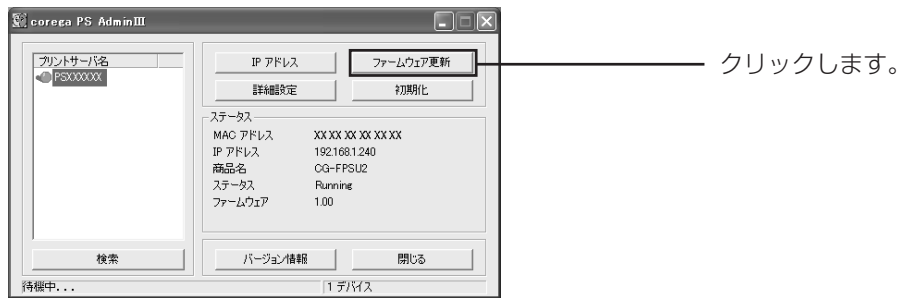 corega PS AdminⅢ
プリントサーバ名
PSXXXXXX
IP アドレス
ファームウェア更新
クリックします。
詳細設定
初期化
ステータス
MAC アドレス XX XX XX XX XX XX
IP アドレス 192.168.1.240
商品名 CG-FPSU2
ステータス Running
ファームウェア 1.00
検索
バージョン情報
閉じる
待機中...
1 デバイス